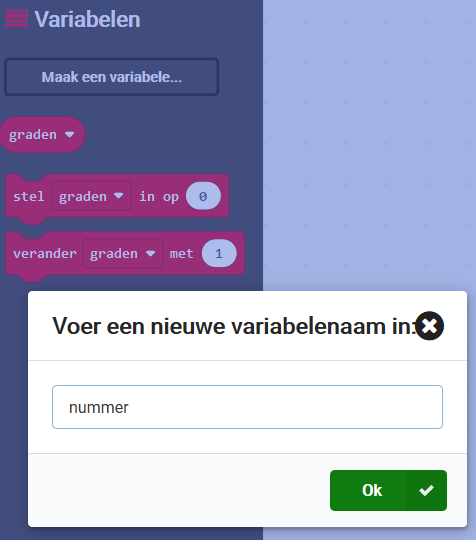 Variabelen
Maak een variabele...
graden
stel graden in op 0
verander graden met 1
Voer een nieuwe variabelenaam in:
nummer
Ok